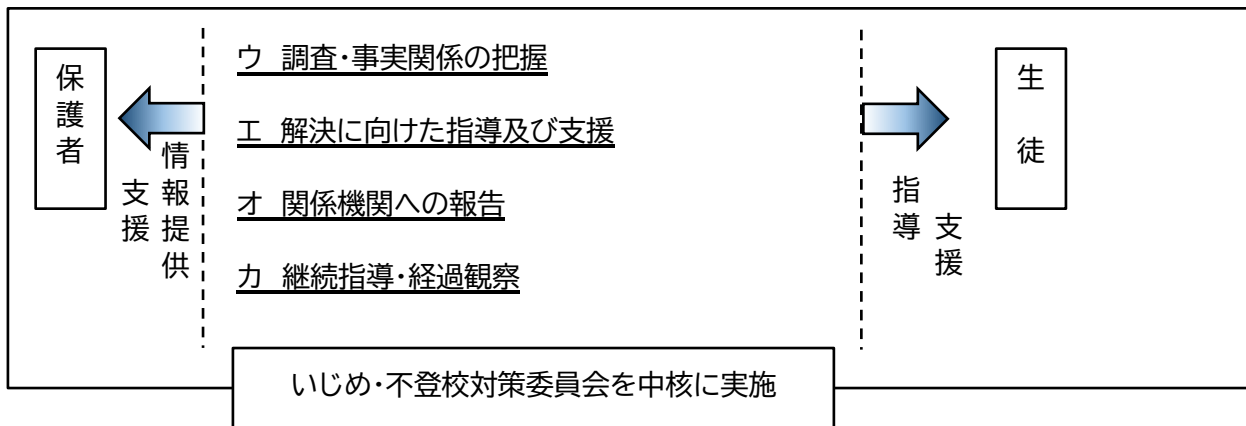 保護者
情報提供
支援
ウ 調査・事実関係の把握
エ 解決に向けた指導及び支援
オ 関係機関への報告
カ 継続指導・経過観察
生徒
支援
指導
いじめ・不登校対策委員会を中核に実施